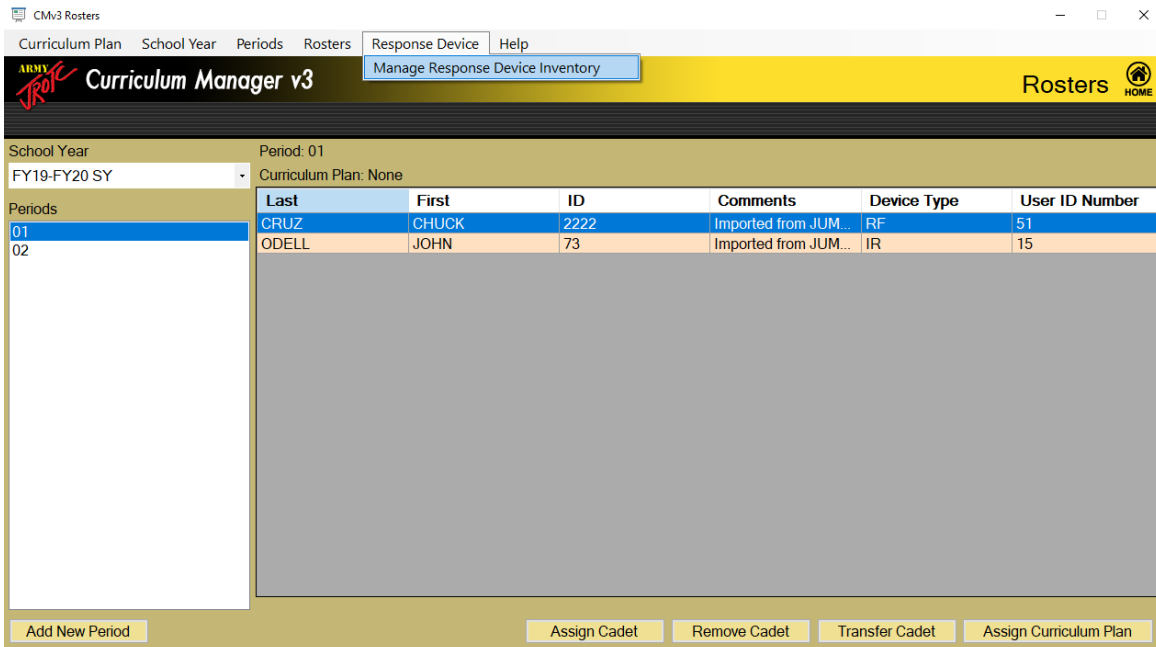 CMv3 Rosters
Curriculum Plan School Year Periods Rosters Response Device Help
Manage Response Device Inventory
ARMY JROTC Curriculum Manager v3 Rosters HOME
School Year Period: 01
FY19-FY20 SY Curriculum Plan: None
Periods Last First ID Comments Device Type User ID Number
01 CRUZ CHUCK 2222 Imported from JUM... RF 51
02 ODELL JOHN 73 Imported from JUM... IR 15
Add New Period Assign Cadet Remove Cadet Transfer Cadet Assign Curriculum Plan